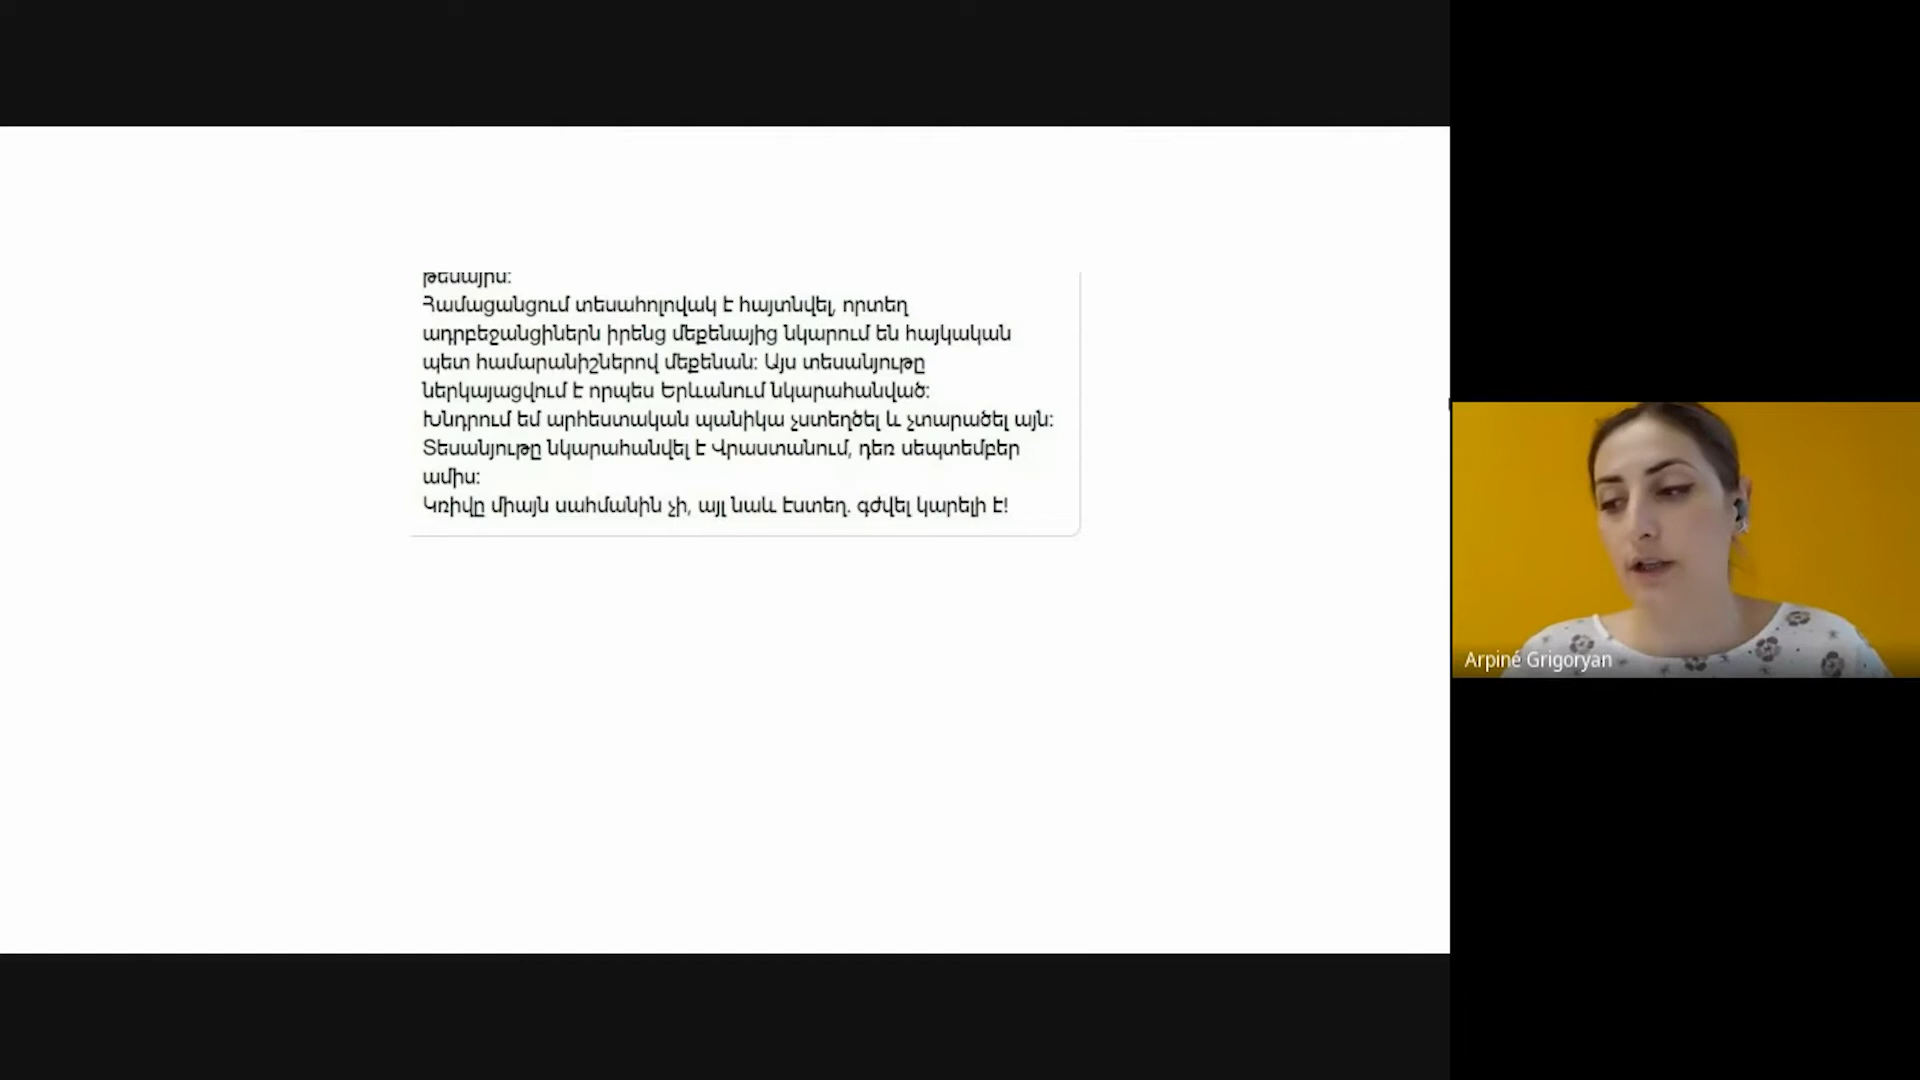 թեսայրս:
Համացանցում տեսահոլովակ է հայտնվել, որտեղ
ադրբեջանցիներն իրենց մեքենայից նկարում են հայկական
պետ համարանիշներով մեքենան: Այս տեսանյութը
ներկայացվում է որպես Երևանում նկարահանված:
Խնդրում եմ արհեստական պանիկա չստեղծել և չտարածել այն:
Տեսանյութը նկարահանվել է Վրաստանում, դեռ սեպտեմբեր
ամիս:
Կռիվը միայն սահմանին չի, այլ նաև էստեղ. գժվել կարելի է!
Arpiné Grigoryan